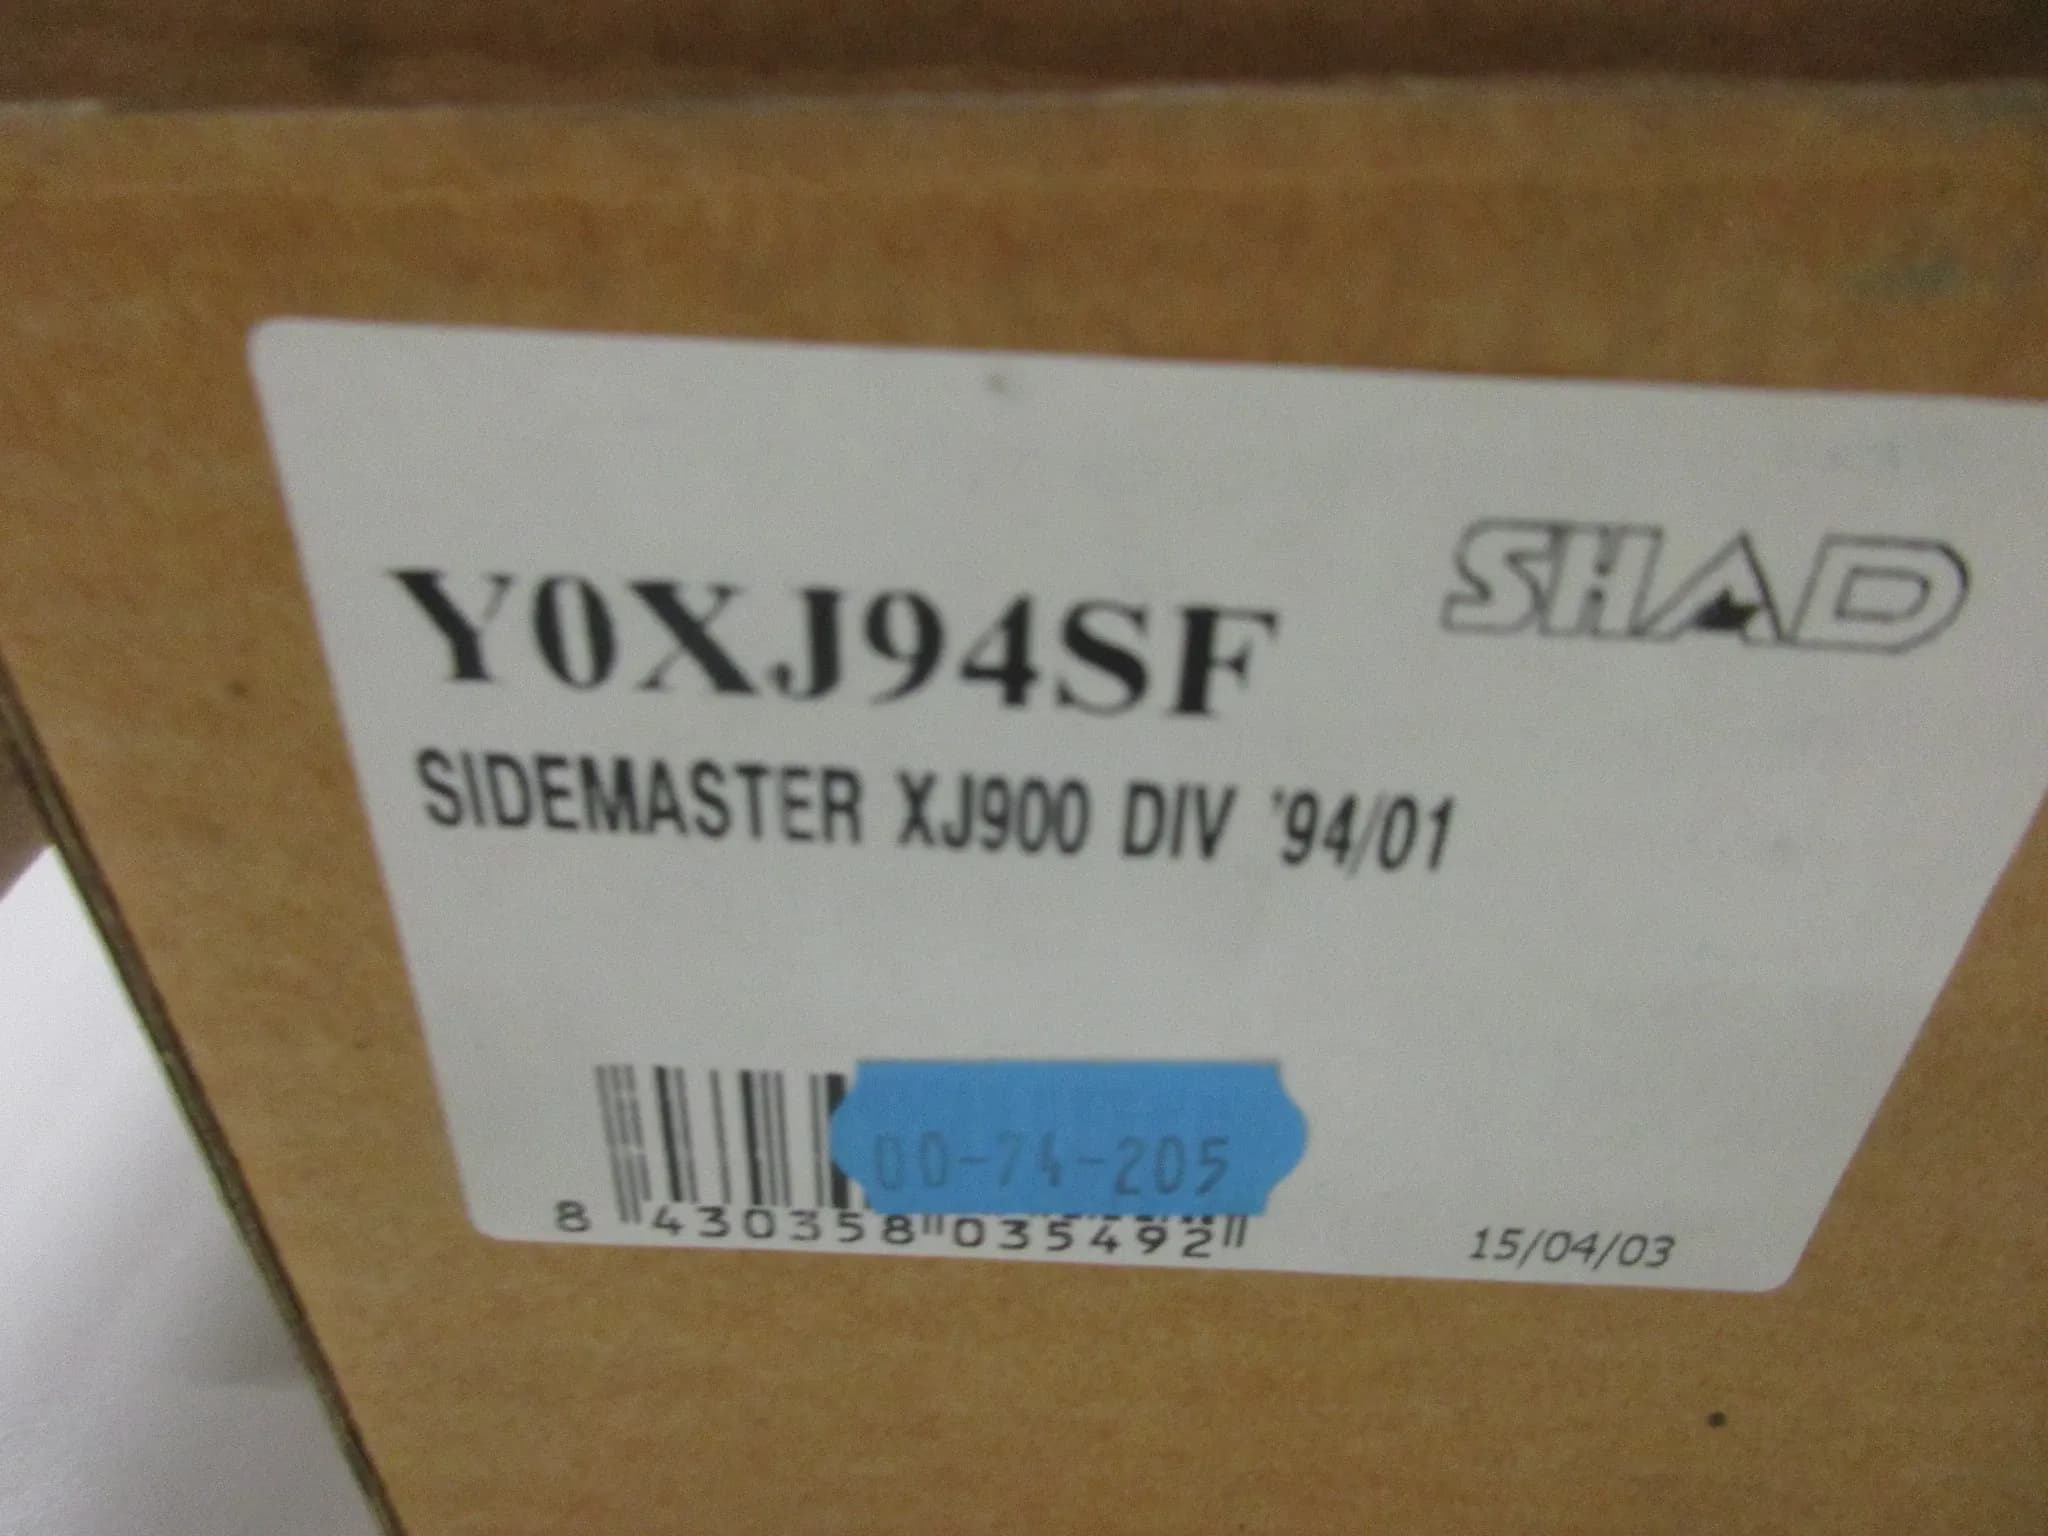 SHAD
Y0XJ94SF
SIDEMASTER XJ900 DIV '94/01
00-74-205
8 430358 035492
15/04/03